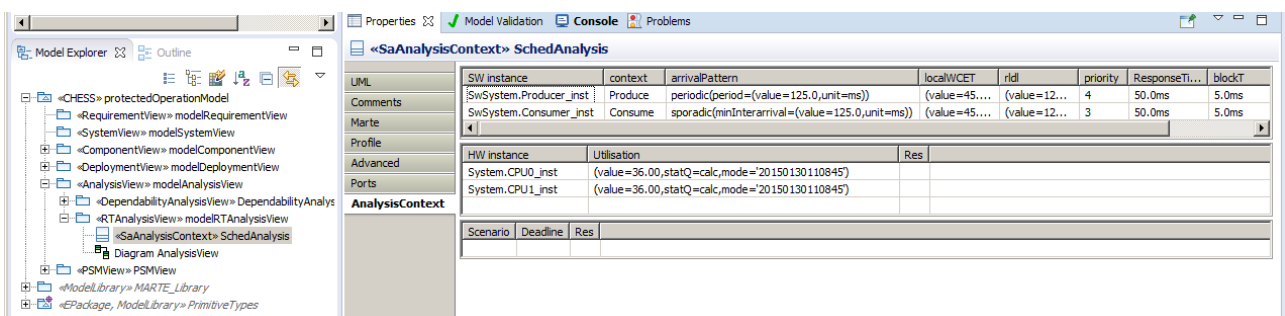 Properties Model Validation Console Problems
Model Explorer Outline
«SaAnalysisContext» SchedAnalysis
«CHESS» protectedOperationModel
«RequirementView» modelRequirementView
«SystemView» modelSystemView
«ComponentView» modelComponentView
«DeploymentView» modelDeploymentView
«AnalysisView» modelAnalysisView
«DependabilityAnalysisView» DependabilityAnalys
«RTAnalysisView» modelRTAnalysisView
«SaAnalysisContext» SchedAnalysis
Diagram AnalysisView
«PSMView» PSMView
«ModelLibrary» MARTE_Library
«EPackage, ModelLibrary» PrimitiveTypes
UML
Comments
Marte
Profile
Advanced
Ports
AnalysisContext
SW instance context arrivalPattern localWCET rldl priority ResponseTi... blockT
SwSystem.Producer_inst Produce periodic(period=(value=125.0,unit=ms)) (value=45.... (value=12... 4 50.0ms 5.0ms
SwSystem.Consumer_inst Consume sporadic(minInterarrival=(value=125.0,unit=ms)) (value=45.... (value=12... 3 50.0ms 5.0ms
HW instance Utilisation Res
System.CPU0_inst (value=36.00,statQ=calc,mode='20150130110845')
System.CPU1_inst (value=36.00,statQ=calc,mode='20150130110845')
Scenario Deadline Res